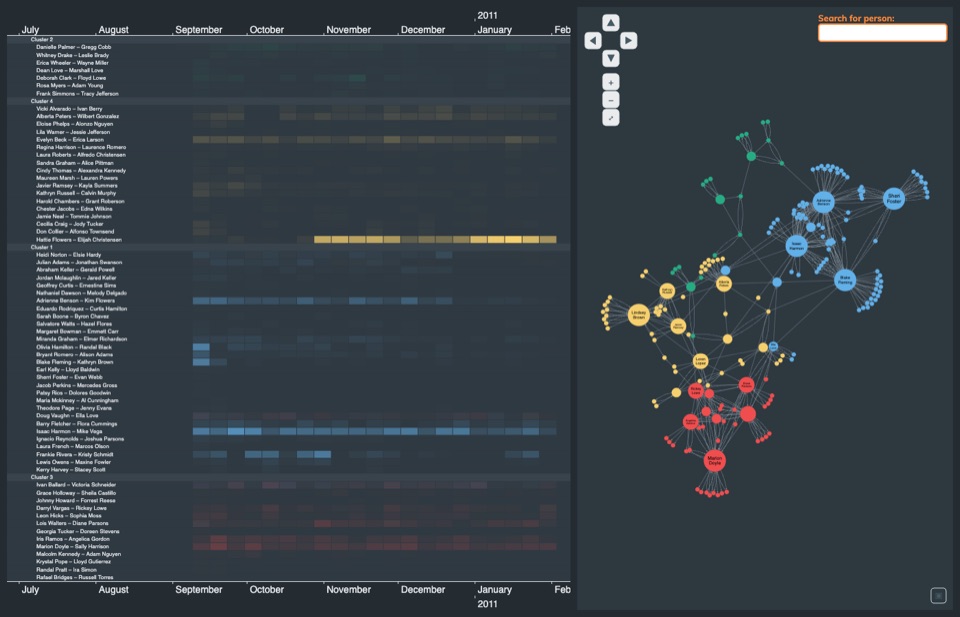 2011
July August September October November December January Feb
Cluster 2
Danielle Palmer – Gregg Cobb
Whitney Drake – Leslie Brady
Erica Wheeler – Wayne Miller
Dean Love – Marshall Love
Deborah Clark – Floyd Lowe
Rosa Myers – Adam Young
Frank Simmons – Tracy Jefferson
Cluster 4
Vicki Alvarado – Ivan Berry
Alberta Peters – Wilbert Gonzalez
Eloise Phelps – Alonzo Nguyen
Lila Warner – Jessie Jefferson
Evelyn Beck – Erica Larson
Regina Harrison – Laurence Romero
Laura Roberts – Alfredo Christensen
Sandra Graham – Alice Pittman
Cindy Thomas – Alexandra Kennedy
Maureen Marsh – Lauren Powers
Javier Ramsey – Kayla Summers
Kathryn Russell – Calvin Murphy
Harold Chambers – Grant Roberson
Chester Jacobs – Edna Wilkins
Jamie Neal – Tommie Johnson
Cecilia Craig – Jody Tucker
Don Collier – Alfonso Townsend
Hattie Flowers – Elijah Christensen
Cluster 1
Heidi Norton – Elsie Hardy
Julian Adams – Jonathan Swanson
Abraham Keller – Gerald Powell
Jordan Mclaughlin – Jared Keller
Geoffrey Curtis – Ernestine Sims
Nathaniel Dawson – Melody Delgado
Adrienne Benson – Kim Flowers
Eduardo Rodriquez – Curtis Hamilton
Sarah Boone – Byron Chavez
Salvatore Watts – Hazel Flores
Margaret Bowman – Emmett Carr
Miranda Graham – Elmer Richardson
Olivia Hamilton – Randal Black
Bryant Romero – Alison Adams
Blake Fleming – Kathryn Brown
Earl Kelly – Lloyd Baldwin
Sherri Foster – Evan Webb
Jacob Perkins – Mercedes Gross
Patsy Rios – Dolores Goodwin
Maria Mckinney – Al Cunningham
Theodore Page – Jenny Evans
Doug Vaughn – Ella Love
Barry Fletcher – Flora Cummings
Isaac Harmon – Mike Vega
Ignacio Reynolds – Joshua Parsons
Laura French – Marcos Olson
Frankie Rivera – Kristy Schmidt
Lewis Owens – Maxine Fowler
Kerry Harvey – Stacey Scott
Cluster 3
Ivan Ballard – Victoria Schneider
Grace Holloway – Sheila Castillo
Johnny Howard – Forrest Reese
Darryl Vargas – Rickey Lowe
Leon Hicks – Sophia Moss
Lois Walters – Diane Parsons
Georgia Tucker – Doreen Stevens
Iris Ramos – Angelica Gordon
Marion Doyle – Sally Harrison
Malcolm Kennedy – Adam Nguyen
Krystal Pope – Lloyd Gutierrez
Randal Pratt – Ira Simon
Rafael Bridges – Russell Torres
July August September October November December January Feb
2011
Search for person:
+
–
Sherri
Foster
Isaac
Harmon
Blake
Fleming
Lindsey
Brown
Marion
Doyle